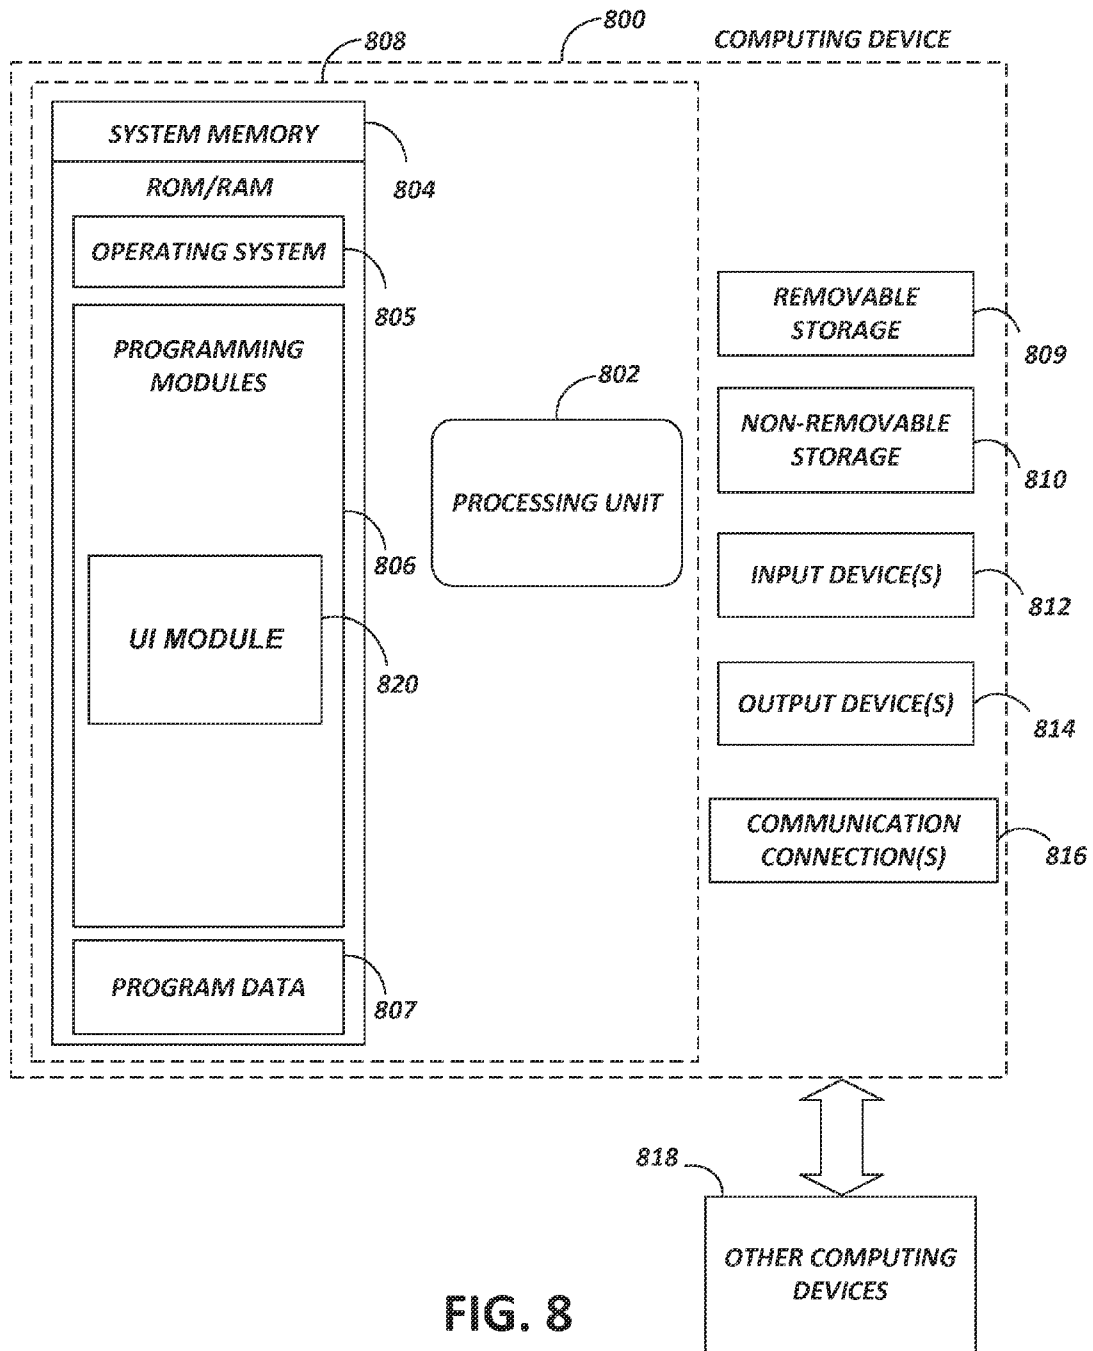 800
COMPUTING DEVICE
808
SYSTEM MEMORY
804
ROM/RAM
OPERATING SYSTEM
805
PROGRAMMING
MODULES
806
UI MODULE
820
PROGRAM DATA
807
802
PROCESSING UNIT
REMOVABLE
STORAGE
809
NON-REMOVABLE
STORAGE
810
INPUT DEVICE(S)
812
OUTPUT DEVICE(S)
814
COMMUNICATION
CONNECTION(S)
816
818
OTHER COMPUTING
DEVICES
FIG. 8